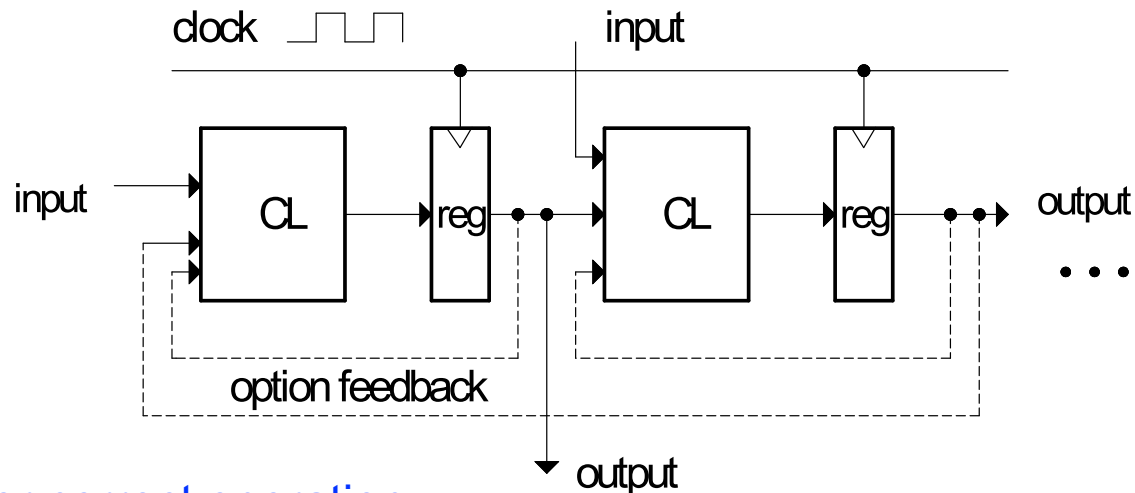 clock
input
input
CL
reg
CL
reg
output
option feedback
output